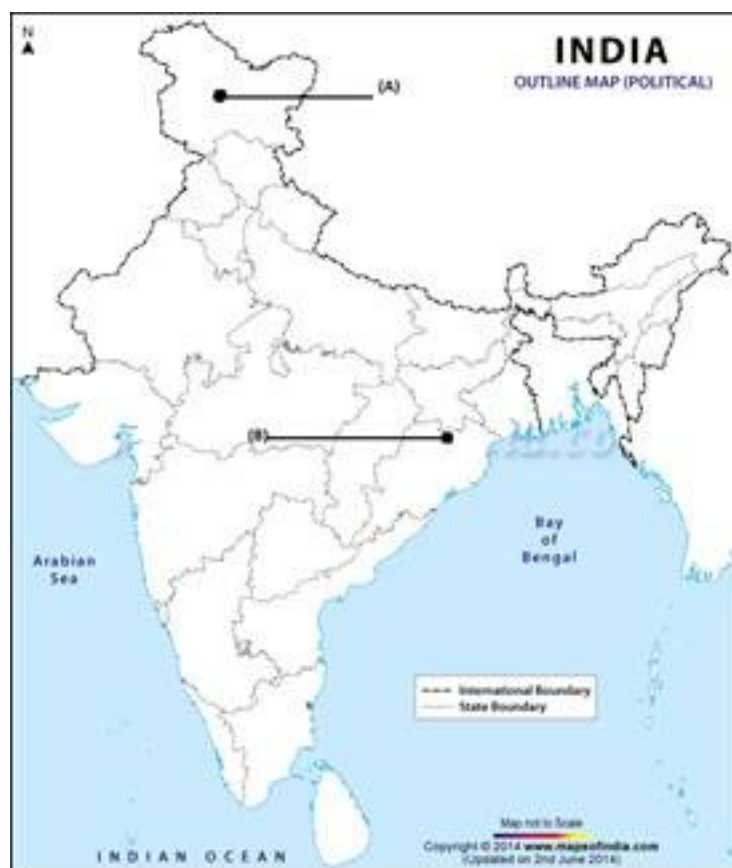 N
INDIA
OUTLINE MAP (POLITICAL)
(A)
(B)
Arabian
Sea
Bay
of
Bengal
International Boundary
State Boundary
Map not to Scale
Copyright © 2014 www.mapsofindia.com
(Updated on 2nd June 2014)
INDIAN OCEAN